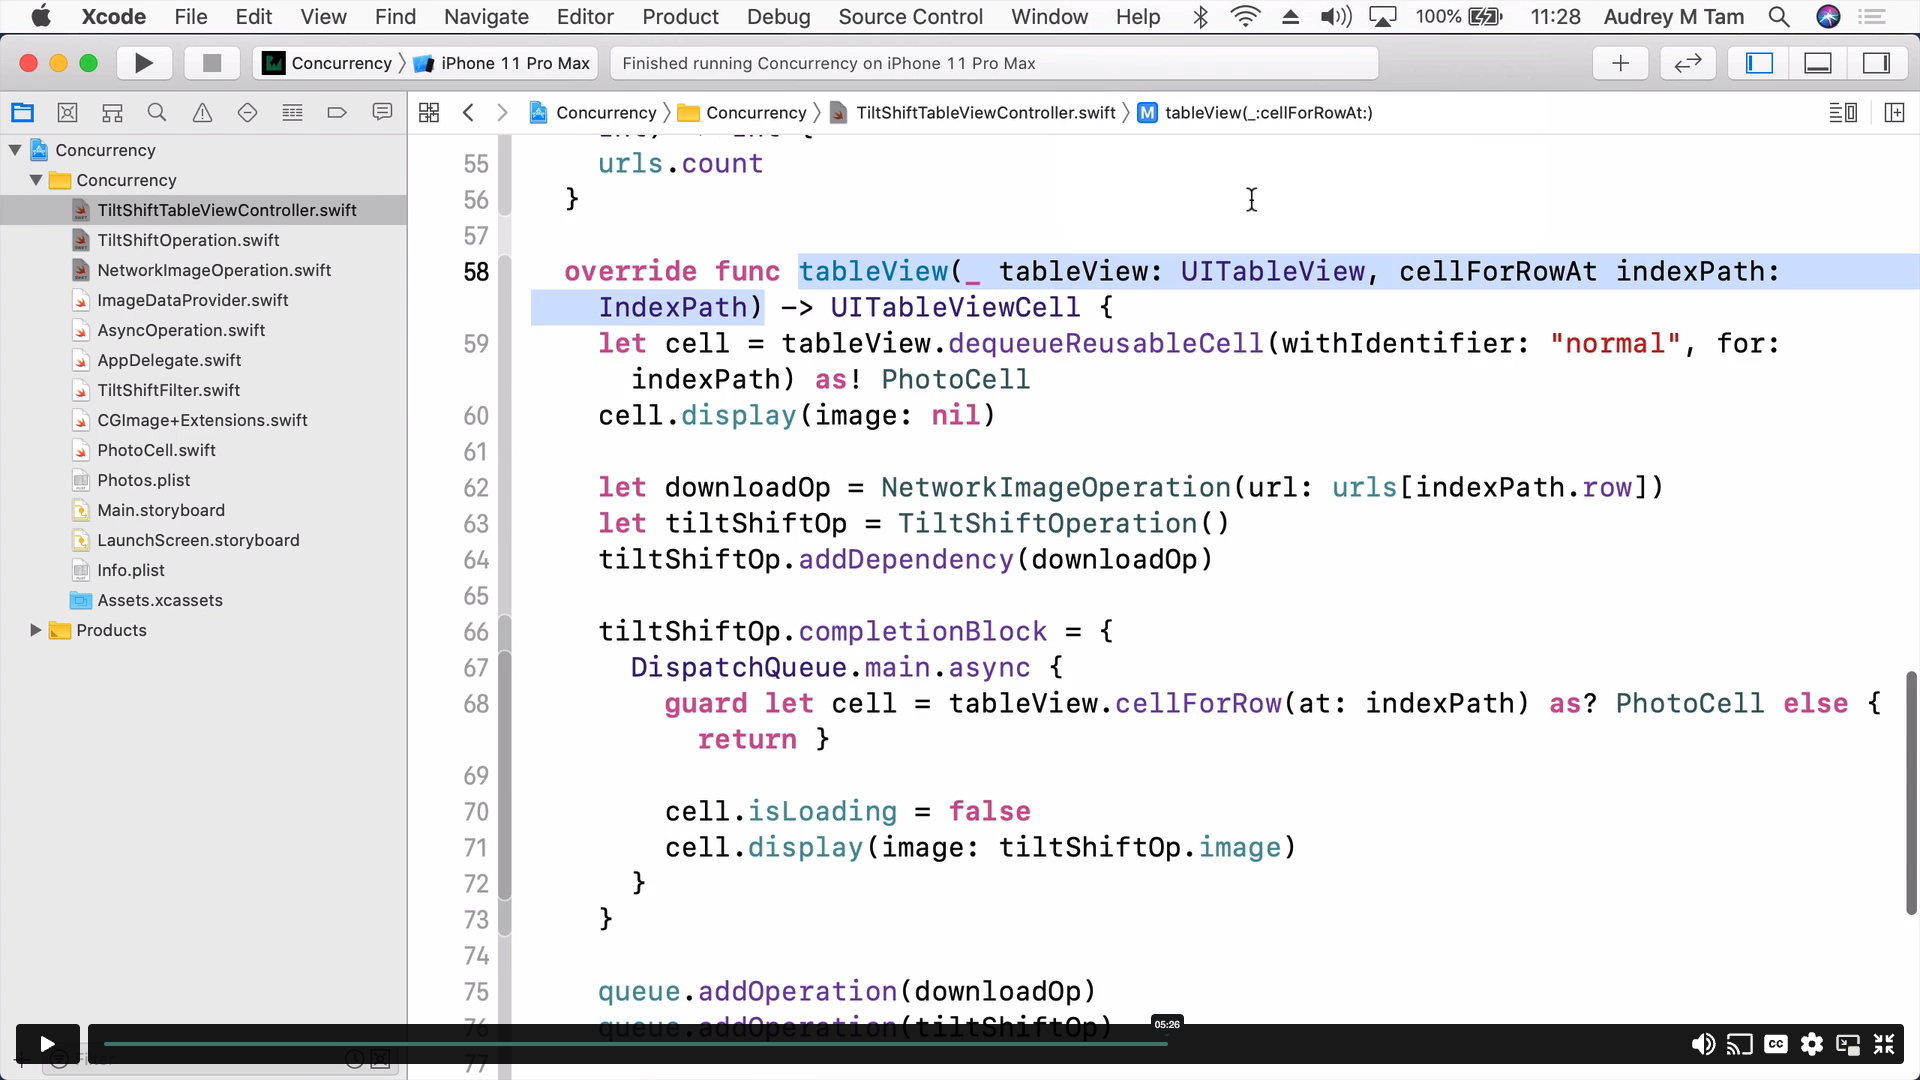 Xcode File Edit View Find Navigate Editor Product Debug Source Control Window Help 100% 11:28 Audrey M Tam
Concurrency iPhone 11 Pro Max Finished running Concurrency on iPhone 11 Pro Max
Concurrency Concurrency TiltShiftTableViewController.swift M tableView(_:cellForRowAt:)
Concurrency
Concurrency
TiltShiftTableViewController.swift
TiltShiftOperation.swift
NetworkImageOperation.swift
ImageDataProvider.swift
AsyncOperation.swift
AppDelegate.swift
TiltShiftFilter.swift
CGImage+Extensions.swift
PhotoCell.swift
Photos.plist
Main.storyboard
LaunchScreen.storyboard
Info.plist
Assets.xcassets
Products
55 urls.count
56 }
57
58 override func tableView(_ tableView: UITableView, cellForRowAt indexPath:
IndexPath) -> UITableViewCell {
59 let cell = tableView.dequeueReusableCell(withIdentifier: "normal", for:
indexPath) as! PhotoCell
60 cell.display(image: nil)
61
62 let downloadOp = NetworkImageOperation(url: urls[indexPath.row])
63 let tiltShiftOp = TiltShiftOperation()
64 tiltShiftOp.addDependency(downloadOp)
65
66 tiltShiftOp.completionBlock = {
67 DispatchQueue.main.async {
68 guard let cell = tableView.cellForRow(at: indexPath) as? PhotoCell else {
return }
69
70 cell.isLoading = false
71 cell.display(image: tiltShiftOp.image)
72 }
73 }
74
75 queue.addOperation(downloadOp)
76 queue.addOperation(tiltShiftOp)
77
05:26
CC
Filter